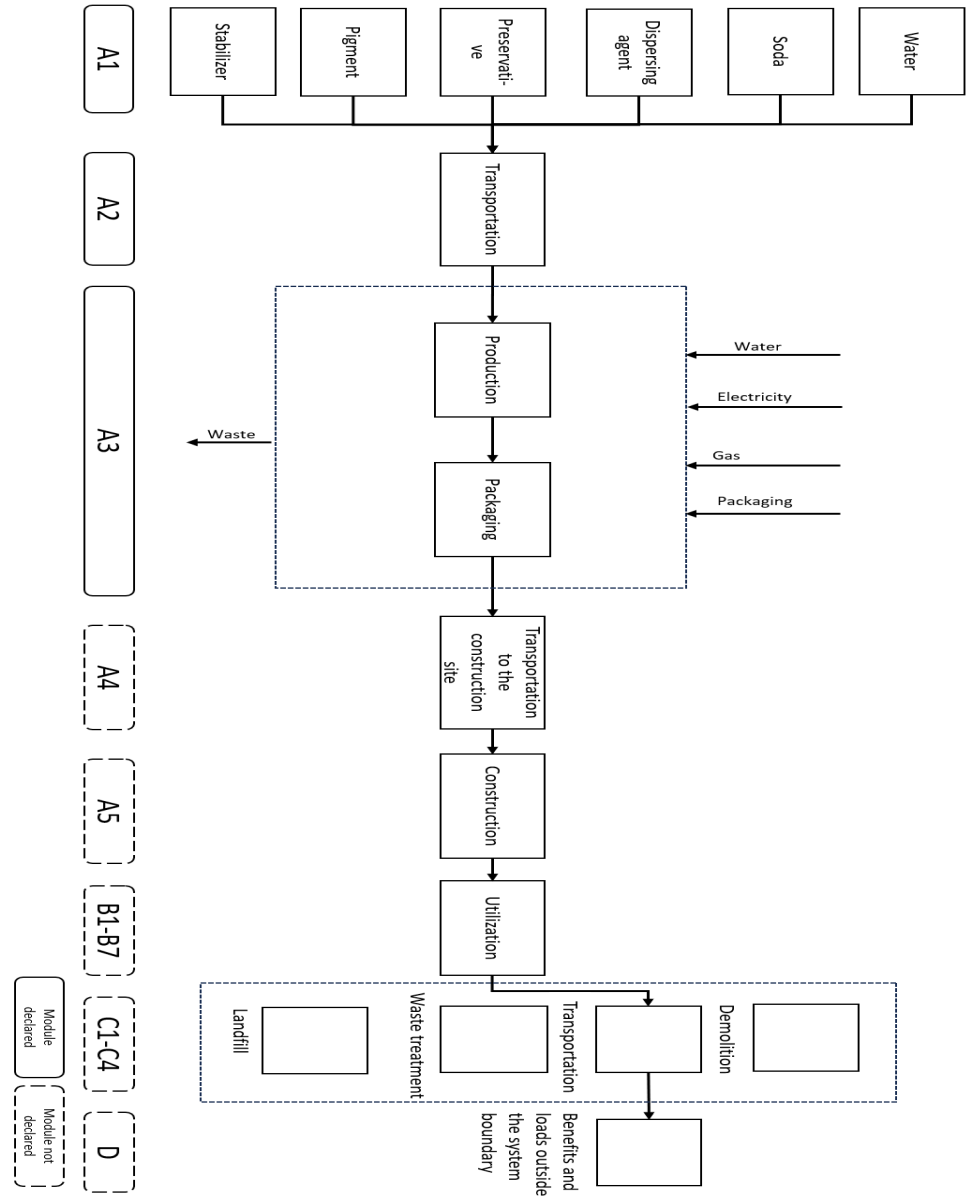 A1
Stabilizer
Pigment
Preservati-
ve
Dispersing
agent
Soda
Water
A2
Transportation
A3
Production
Packaging
Water
Electricity
Gas
Packaging
Waste
A4
Transportation
to the
construction
site
A5
Construction
B1-B7
Utilization
C1-C4
Landfill
Waste treatment
Transportation
Demolition
D
Benefits and
loads outside
the system
boundary
Module
declared
Module not
declared